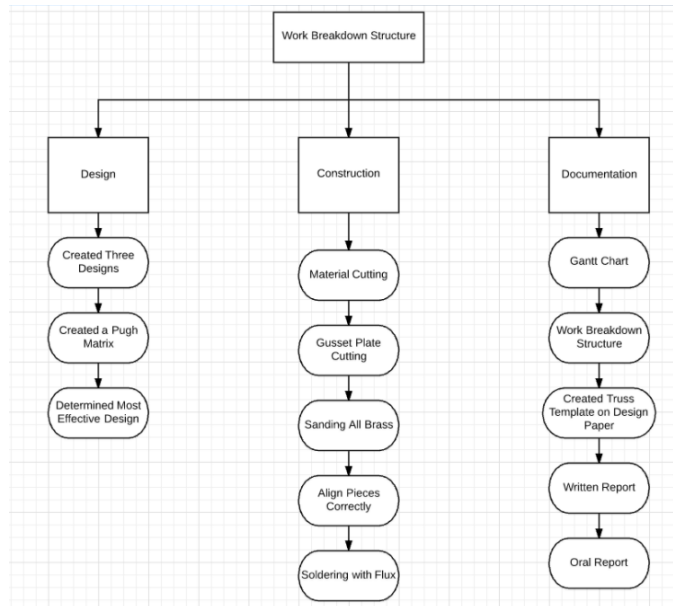 Work Breakdown Structure
Design
Construction
Documentation
Created Three
Designs
Created a Pugh
Matrix
Determined Most
Effective Design
Material Cutting
Gusset Plate
Cutting
Sanding All Brass
Align Pieces
Correctly
Soldering with Flux
Gantt Chart
Work Breakdown
Structure
Created Truss
Template on Design
Paper
Written Report
Oral Report